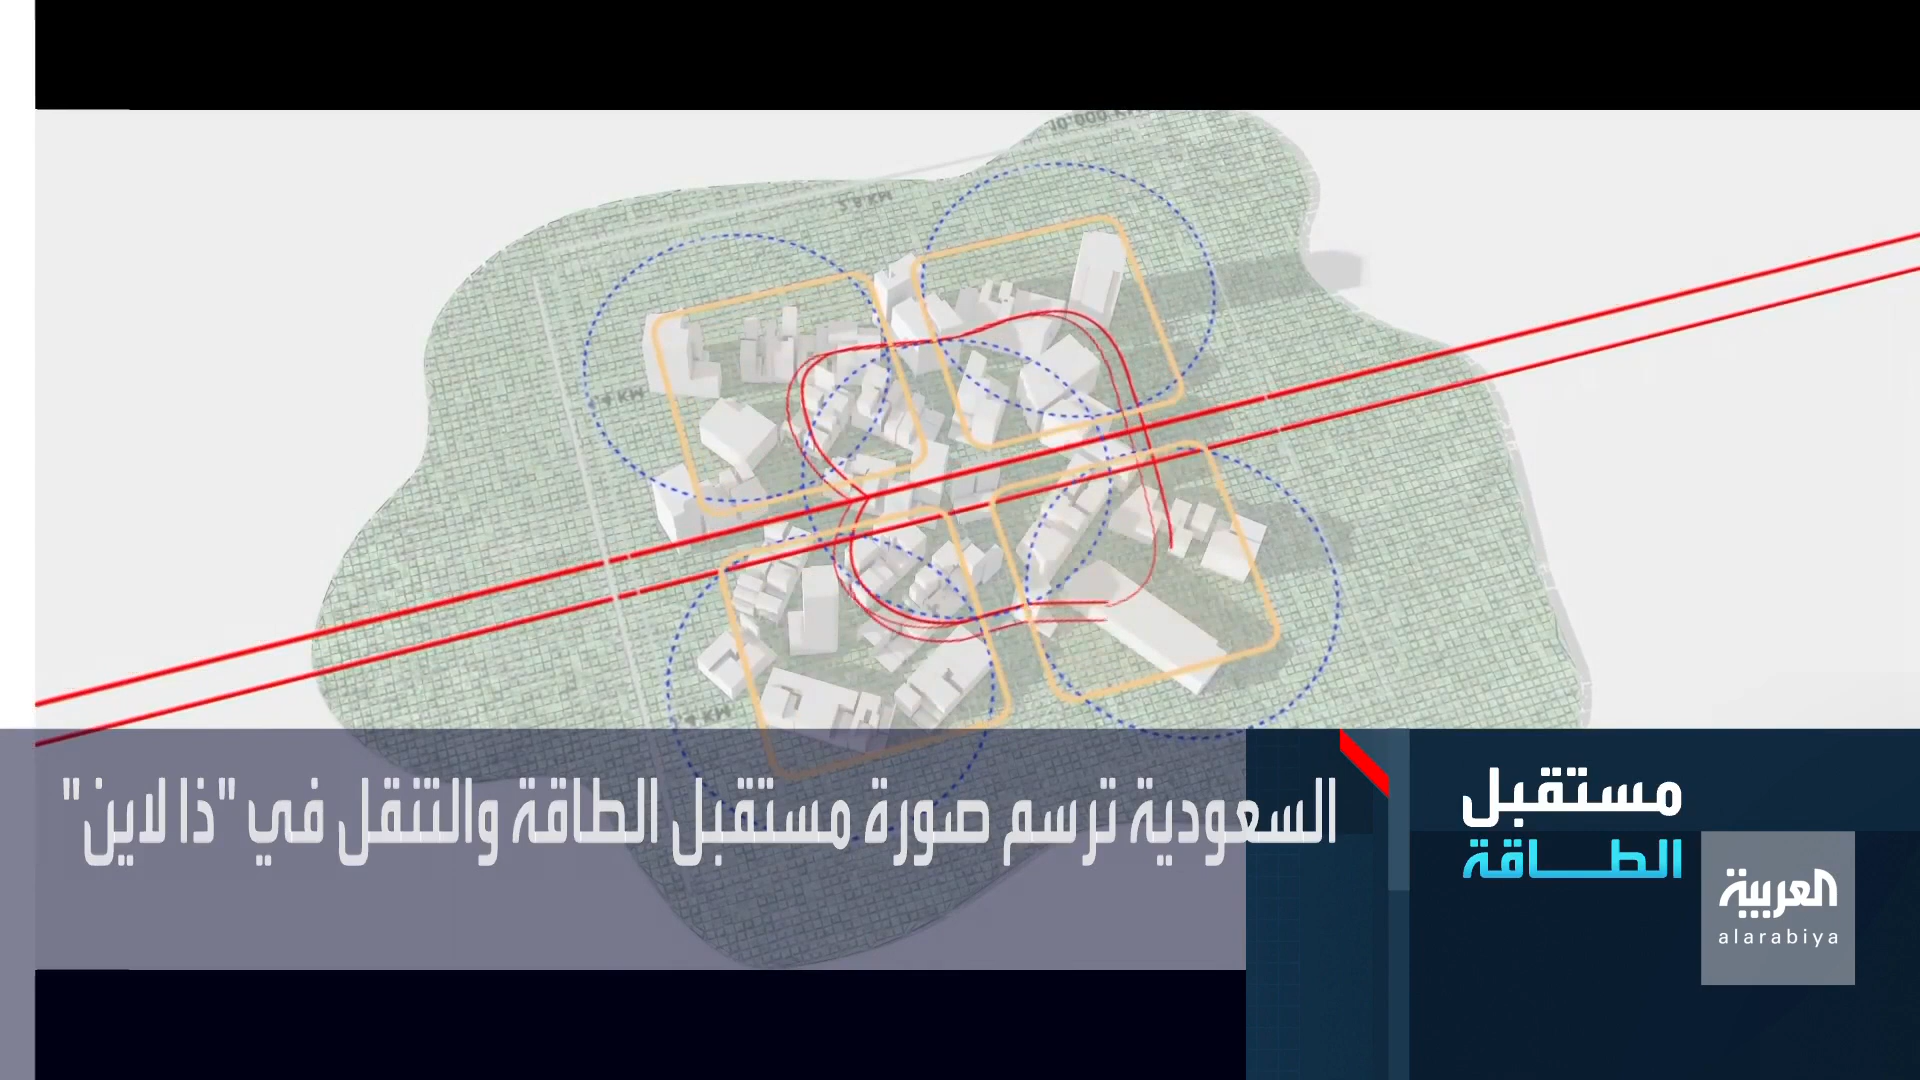 السعودية ترسم صورة مستقبل الطاقة والتنقل في "ذا لاين"
مستقبل
الطاقة
العربية
alarabiya